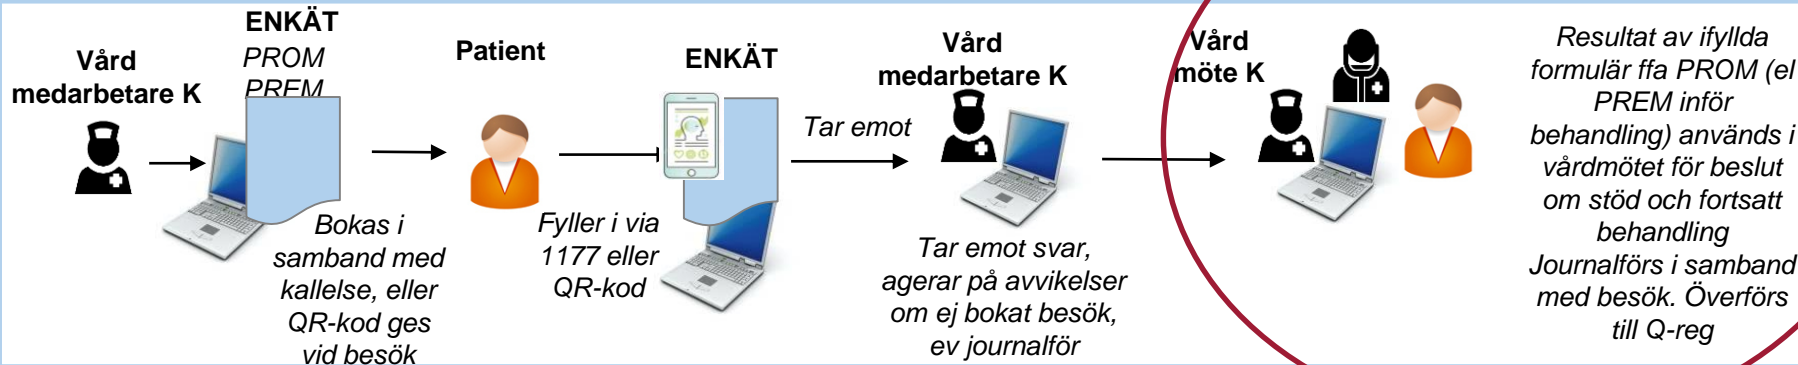 Vård
medarbetare K
ENKÄT
PROM
PREM
Bokas i
samband med
kallelse, eller
QR-kod ges
vid besök
Patient
Fyller i via
1177 eller
QR-kod
ENKÄT
Tar emot
Vård
medarbetare K
Tar emot svar,
agerar på avvikelser
om ej bokat besök,
ev journalför
Vård
möte K
Resultat av ifyllda
formulär ffa PROM (el
PREM inför
behandling) används i
vårdmötet för beslut
om stöd och fortsatt
behandling
Journalförs i samband
med besök. Överförs
till Q-reg